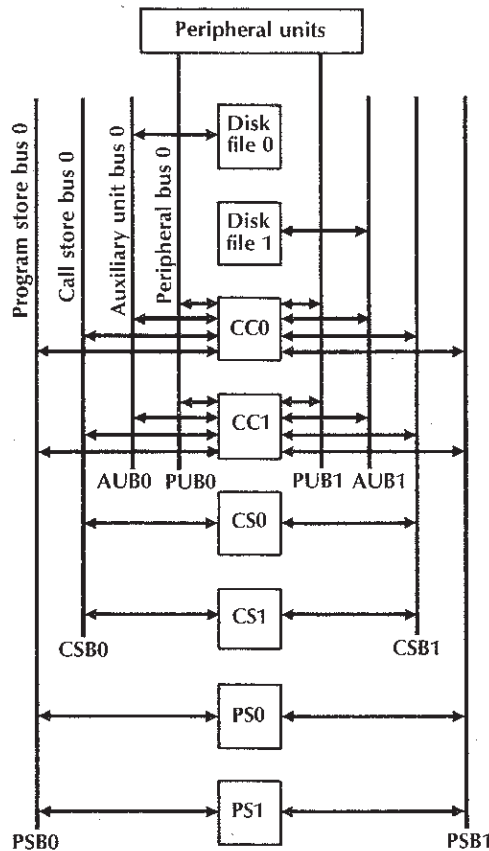 Peripheral units
Program store bus 0
Call store bus 0
Auxiliary unit bus 0
Peripheral bus 0
Disk
file 0
Disk
file 1
CC0
CC1
AUB0
PUB0
PUB1
AUB1
CS0
CS1
CSB0
CSB1
PS0
PS1
PSB0
PSB1